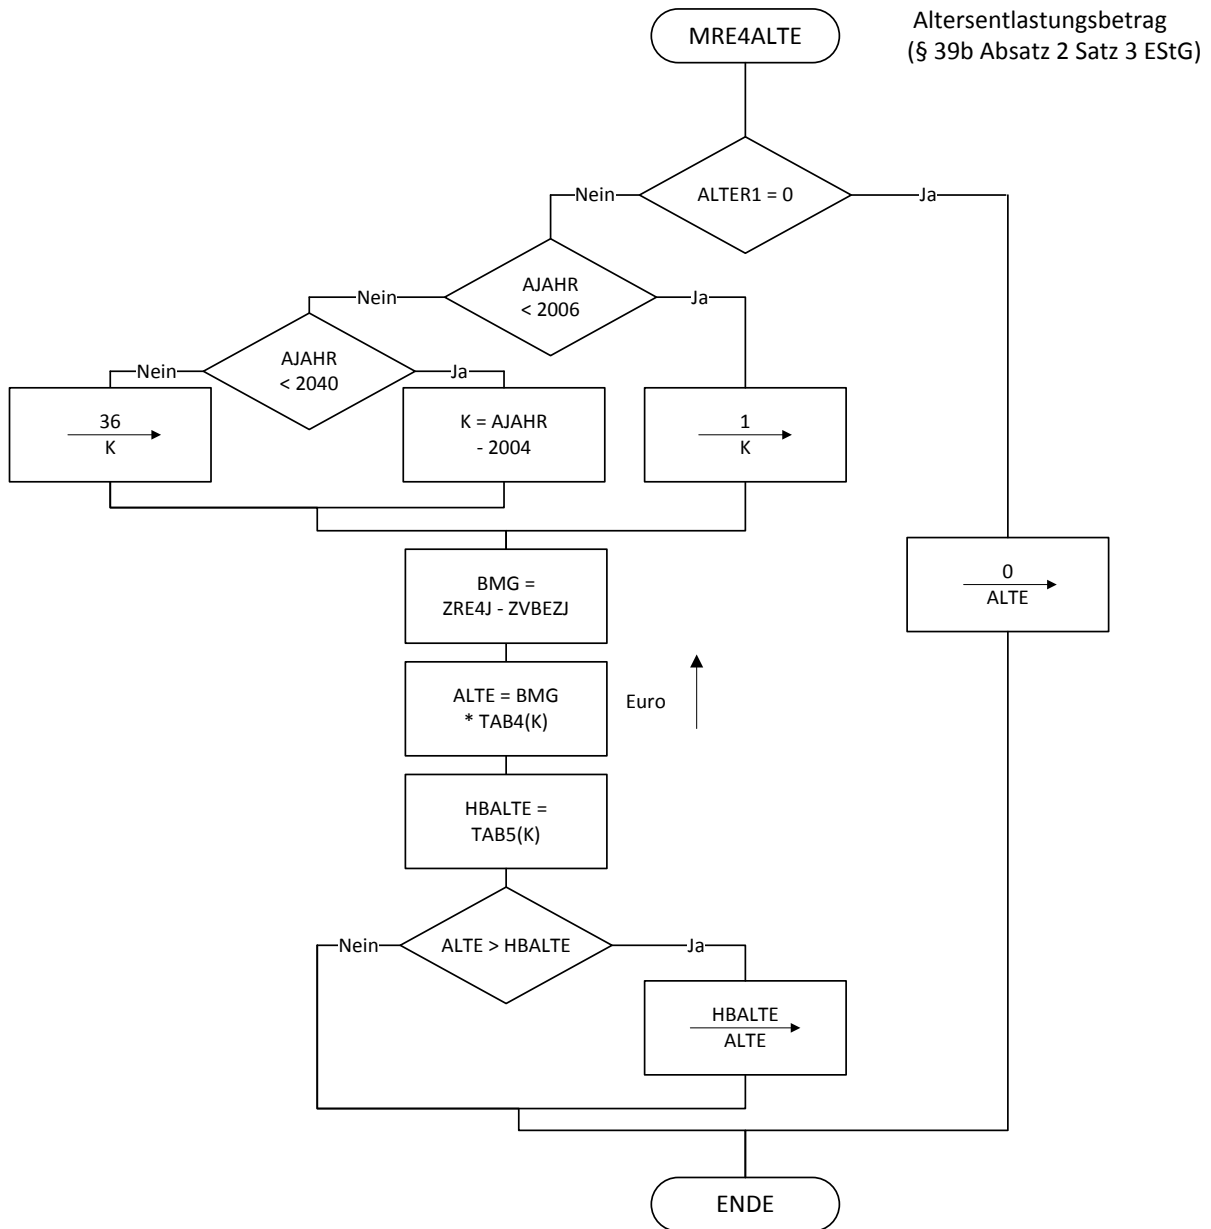 MRE4ALTE
Altersentlastungsbetrag
(§ 39b Absatz 2 Satz 3 EStG)
Nein
ALTER1 = 0
Ja
Nein
AJAHR
< 2006
Ja
Nein
AJAHR
< 2040
Ja
36
K
K = AJAHR
- 2004
1
K
BMG =
ZRE4J - ZVBEZJ
0
ALTE
ALTE = BMG
* TAB4(K)
Euro
HBALTE =
TAB5(K)
Nein
ALTE > HBALTE
Ja
HBALTE
ALTE
ENDE